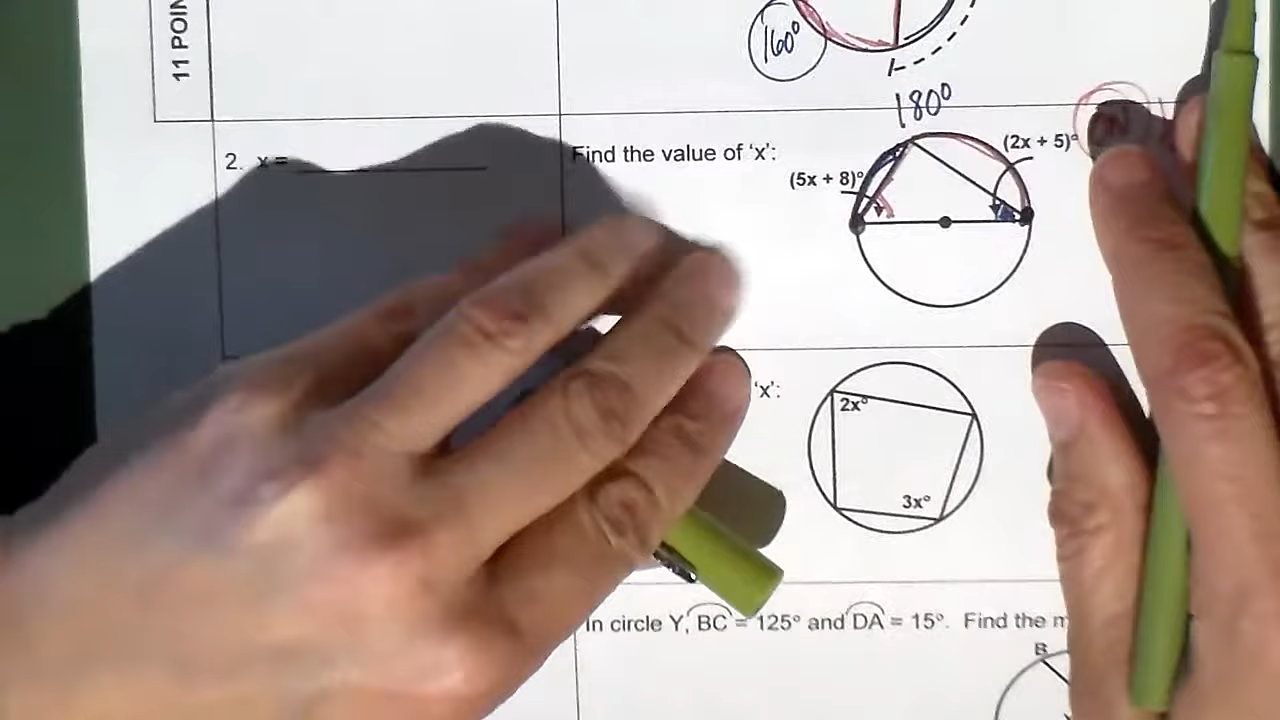 11 POIN
160°
180°
2. x =
Find the value of 'x':
(5x + 8)°
(2x + 5)°
'x':
2x°
3x°
In circle Y, BC = 125° and DA = 15°. Find the m
B